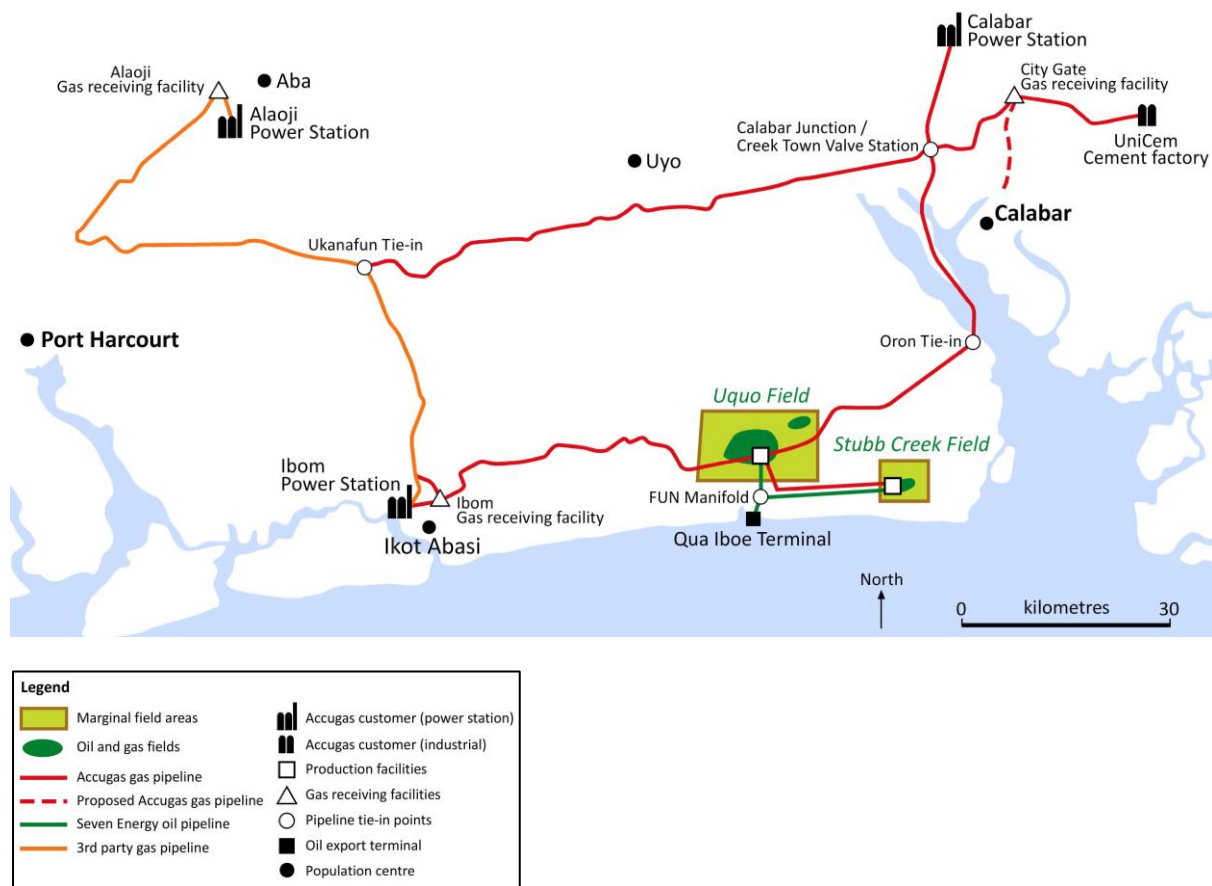 Calabar
Power Station
Alaoji
Gas receiving facility
Aba
City Gate
Gas receiving facility
Alaoji
Power Station
Calabar Junction /
Creek Town Valve Station
UniCem
Cement factory
Uyo
Calabar
Ukanafun Tie-in
Port Harcourt
Oron Tie-in
Uquo Field
Stubb Creek Field
Ibom
Power Station
FUN Manifold
Ibom
Gas receiving facility
Qua Iboe Terminal
Ikot Abasi
North
0 kilometres 30
Legend
Marginal field areas
Oil and gas fields
Accugas gas pipeline
Proposed Accugas gas pipeline
Seven Energy oil pipeline
3rd party gas pipeline
Accugas customer (power station)
Accugas customer (industrial)
Production facilities
Gas receiving facilities
Pipeline tie-in points
Oil export terminal
Population centre